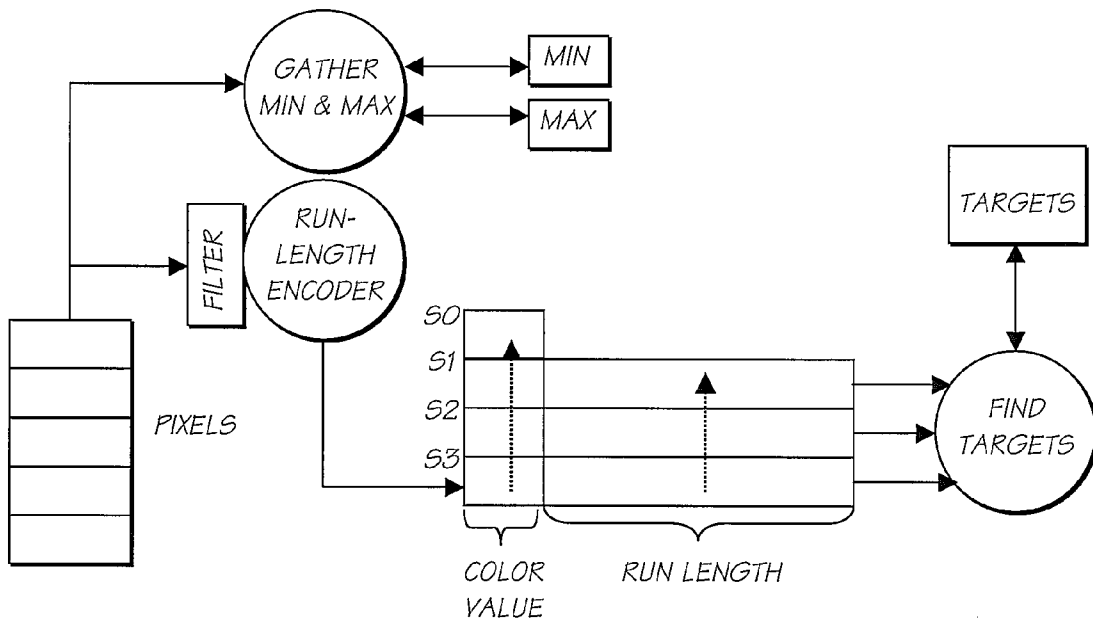 GATHER
MIN & MAX
MIN
MAX
TARGETS
FILTER
RUN-
LENGTH
ENCODER
S0
S1
S2
S3
PIXELS
FIND
TARGETS
COLOR
VALUE
RUN LENGTH